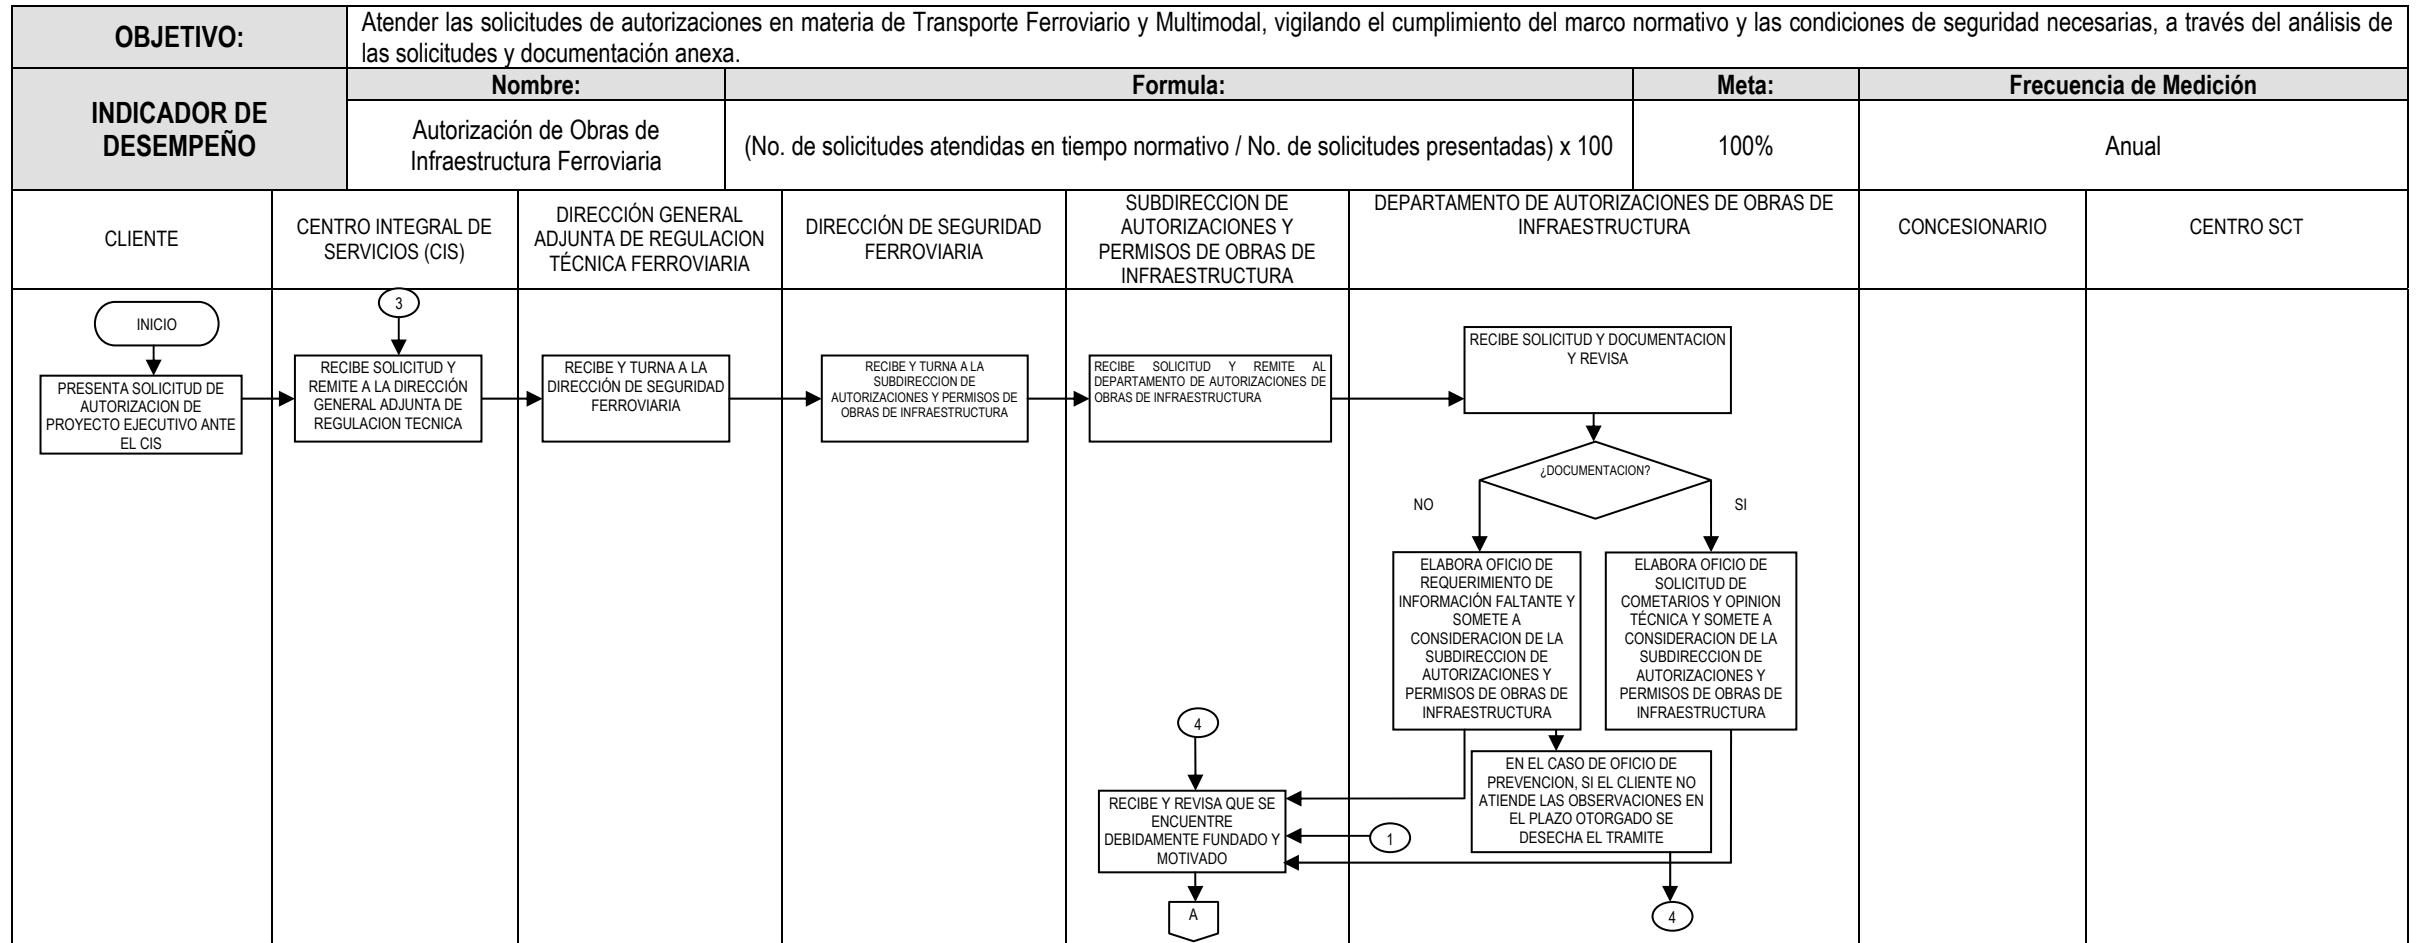 OBJETIVO:
Atender las solicitudes de autorizaciones en materia de Transporte Ferroviario y Multimodal, vigilando el cumplimiento del marco normativo y las condiciones de seguridad necesarias, a través del análisis de
las solicitudes y documentación anexa.
INDICADOR DE
DESEMPEÑO
Nombre:
Formula:
Meta:
Frecuencia de Medición
Autorización de Obras de
Infraestructura Ferroviaria
(No. de solicitudes atendidas en tiempo normativo / No. de solicitudes presentadas) x 100
100%
Anual
CLIENTE
CENTRO INTEGRAL DE
SERVICIOS (CIS)
DIRECCIÓN GENERAL
ADJUNTA DE REGULACION
TÉCNICA FERROVIARIA
DIRECCIÓN DE SEGURIDAD
FERROVIARIA
SUBDIRECCION DE
AUTORIZACIONES Y
PERMISOS DE OBRAS DE
INFRAESTRUCTURA
DEPARTAMENTO DE AUTORIZACIONES DE OBRAS DE
INFRAESTRUCTURA
CONCESIONARIO
CENTRO SCT
INICIO
3
PRESENTA SOLICITUD DE
AUTORIZACION DE
PROYECTO EJECUTIVO ANTE
EL CIS
RECIBE SOLICITUD Y
REMITE A LA DIRECCIÓN
GENERAL ADJUNTA DE
REGULACION TECNICA
RECIBE Y TURNA A LA
DIRECCIÓN DE SEGURIDAD
FERROVIARIA
RECIBE Y TURNA A LA
SUBDIRECCION DE
AUTORIZACIONES Y PERMISOS DE
OBRAS DE INFRAESTRUCTURA
RECIBE SOLICITUD Y REMITE AL
DEPARTAMENTO DE AUTORIZACIONES DE
OBRAS DE INFRAESTRUCTURA
RECIBE SOLICITUD Y DOCUMENTACION
Y REVISA
¿DOCUMENTACION?
NO
SI
ELABORA OFICIO DE
REQUERIMIENTO DE
INFORMACIÓN FALTANTE Y
SOMETE A
CONSIDERACION DE LA
SUBDIRECCION DE
AUTORIZACIONES Y
PERMISOS DE OBRAS DE
INFRAESTRUCTURA
ELABORA OFICIO DE
SOLICITUD DE
COMETARIOS Y OPINION
TÉCNICA Y SOMETE A
CONSIDERACION DE LA
SUBDIRECCION DE
AUTORIZACIONES Y
PERMISOS DE OBRAS DE
INFRAESTRUCTURA
4
EN EL CASO DE OFICIO DE
PREVENCION, SI EL CLIENTE NO
ATIENDE LAS OBSERVACIONES EN
EL PLAZO OTORGADO SE
DESECHA EL TRAMITE
RECIBE Y REVISA QUE SE
ENCUENTRE
DEBIDAMENTE FUNDADO Y
MOTIVADO
1
A
4